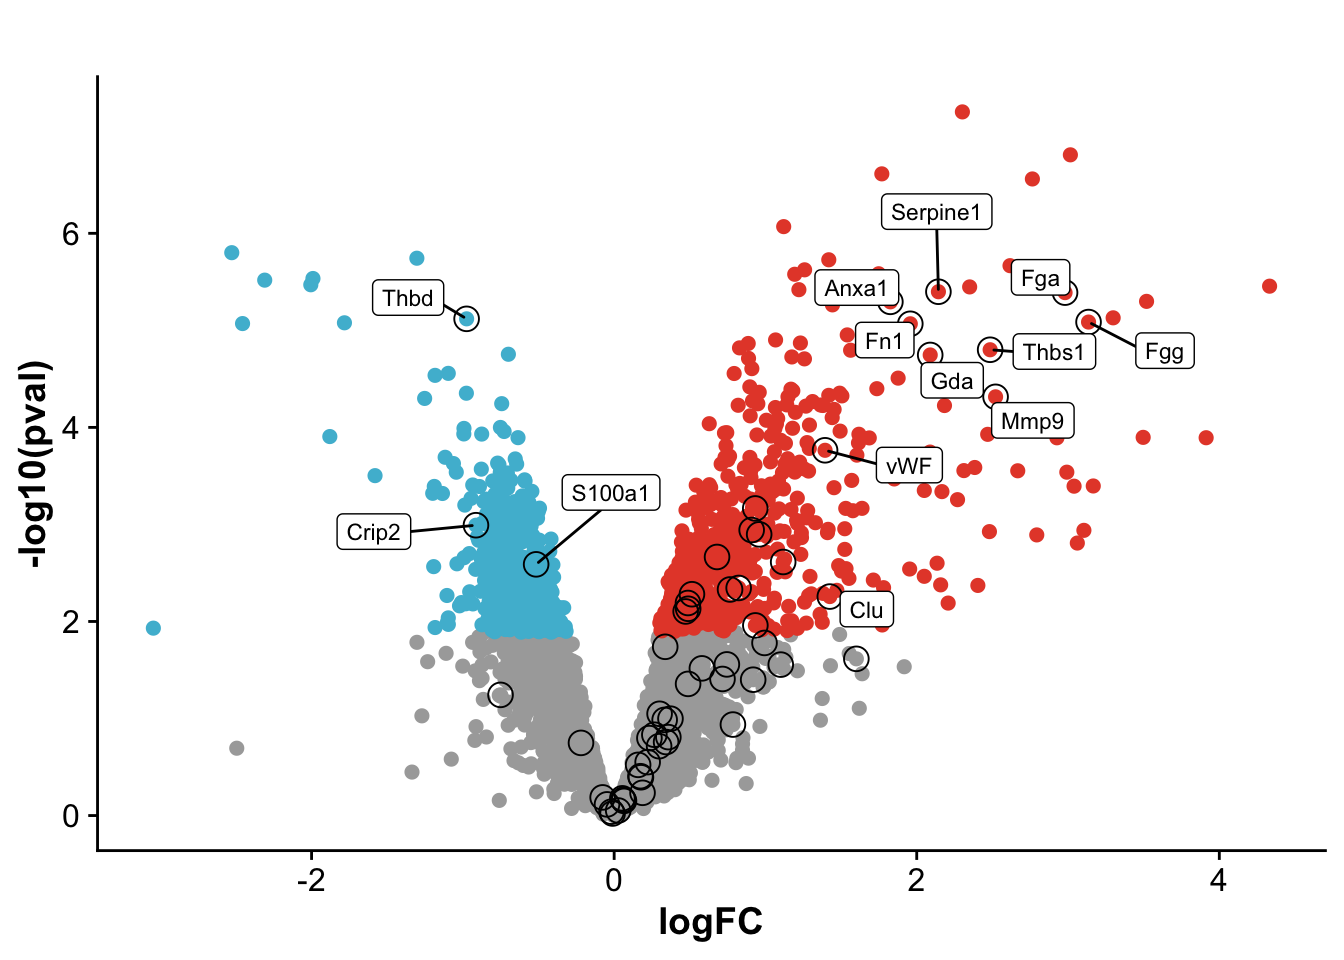 Serpine1
Anxa1
Fga
Thbd
Fn1
Thbs1
Fgg
Gda
Mmp9
vWF
S100a1
Crip2
Clu
6
4
2
0
-log10(pval)
-2
0
2
4
logFC